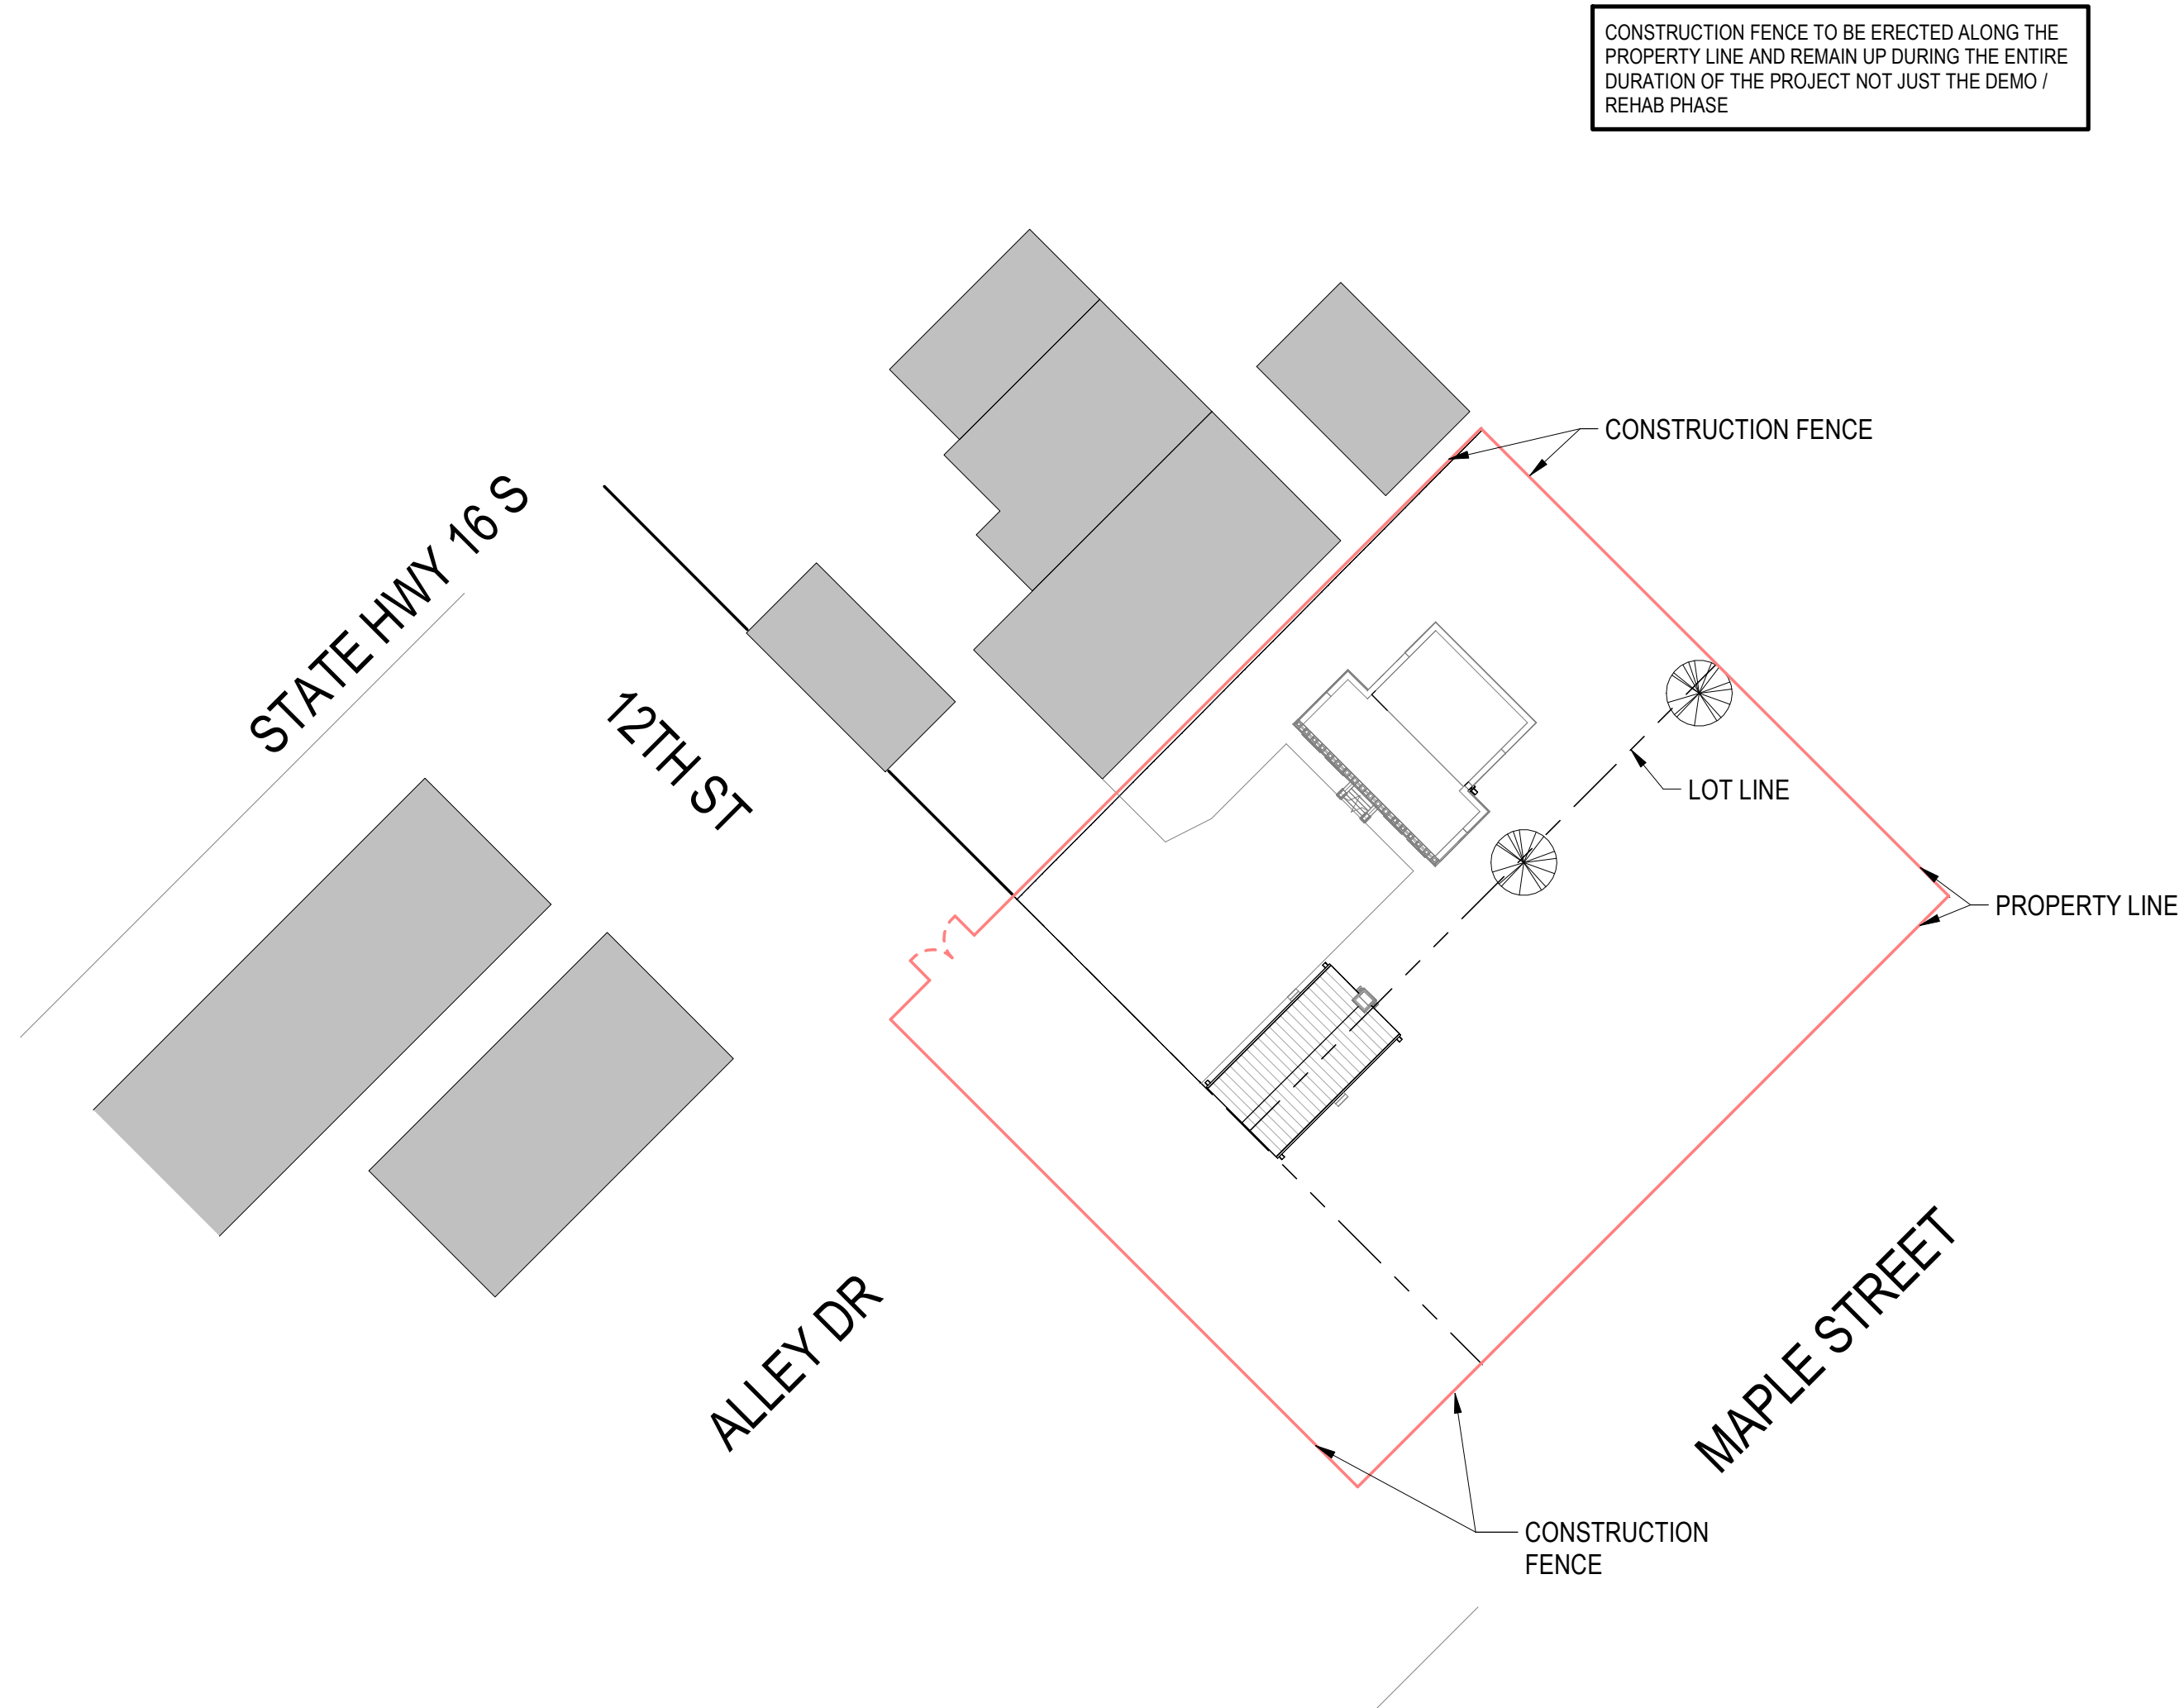 CONSTRUCTION FENCE TO BE ERECTED ALONG THE
PROPERTY LINE AND REMAIN UP DURING THE ENTIRE
DURATION OF THE PROJECT NOT JUST THE DEMO /
REHAB PHASE
CONSTRUCTION FENCE
STATE HWY 16 S
12TH ST
LOT LINE
PROPERTY LINE
ALLEY DR
MAPLE STREET
CONSTRUCTION
FENCE